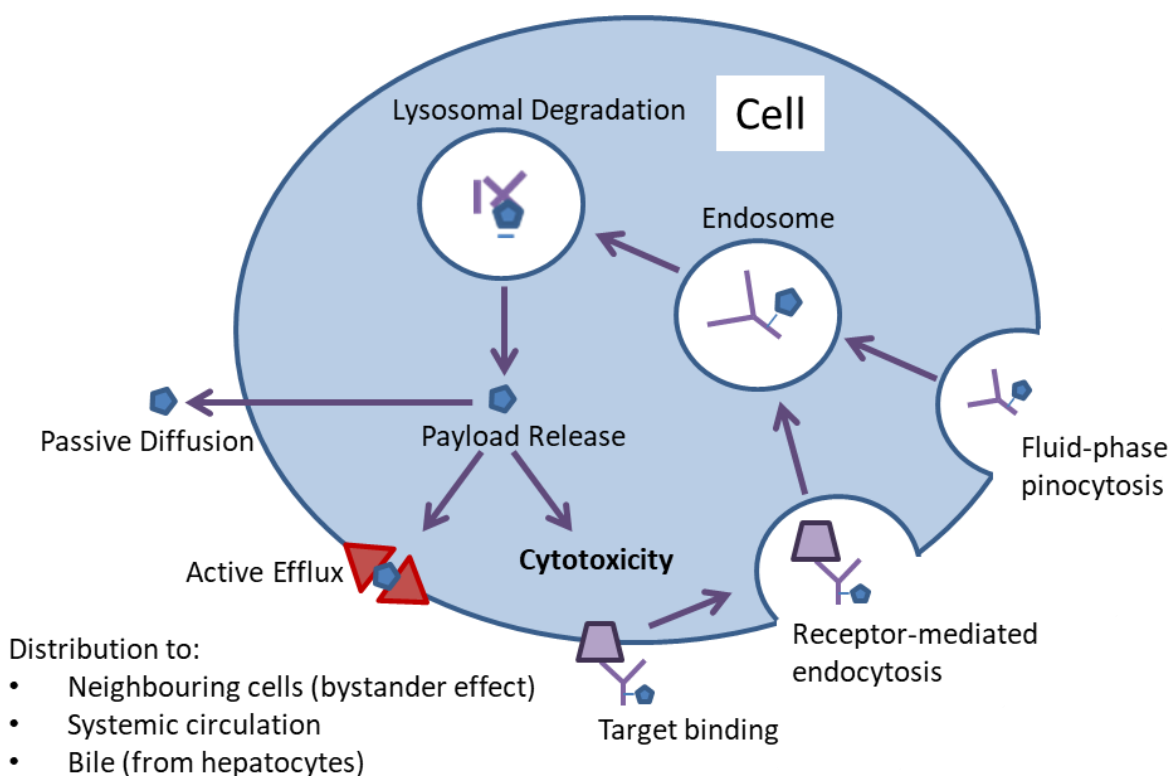 Cell
Lysosomal Degradation
Endosome
Fluid-phase
pinocytosis
Passive Diffusion
Payload Release
Active Efflux
Cytotoxicity
Receptor-mediated
endocytosis
Target binding
Distribution to:
• Neighbouring cells (bystander effect)
• Systemic circulation
• Bile (from hepatocytes)